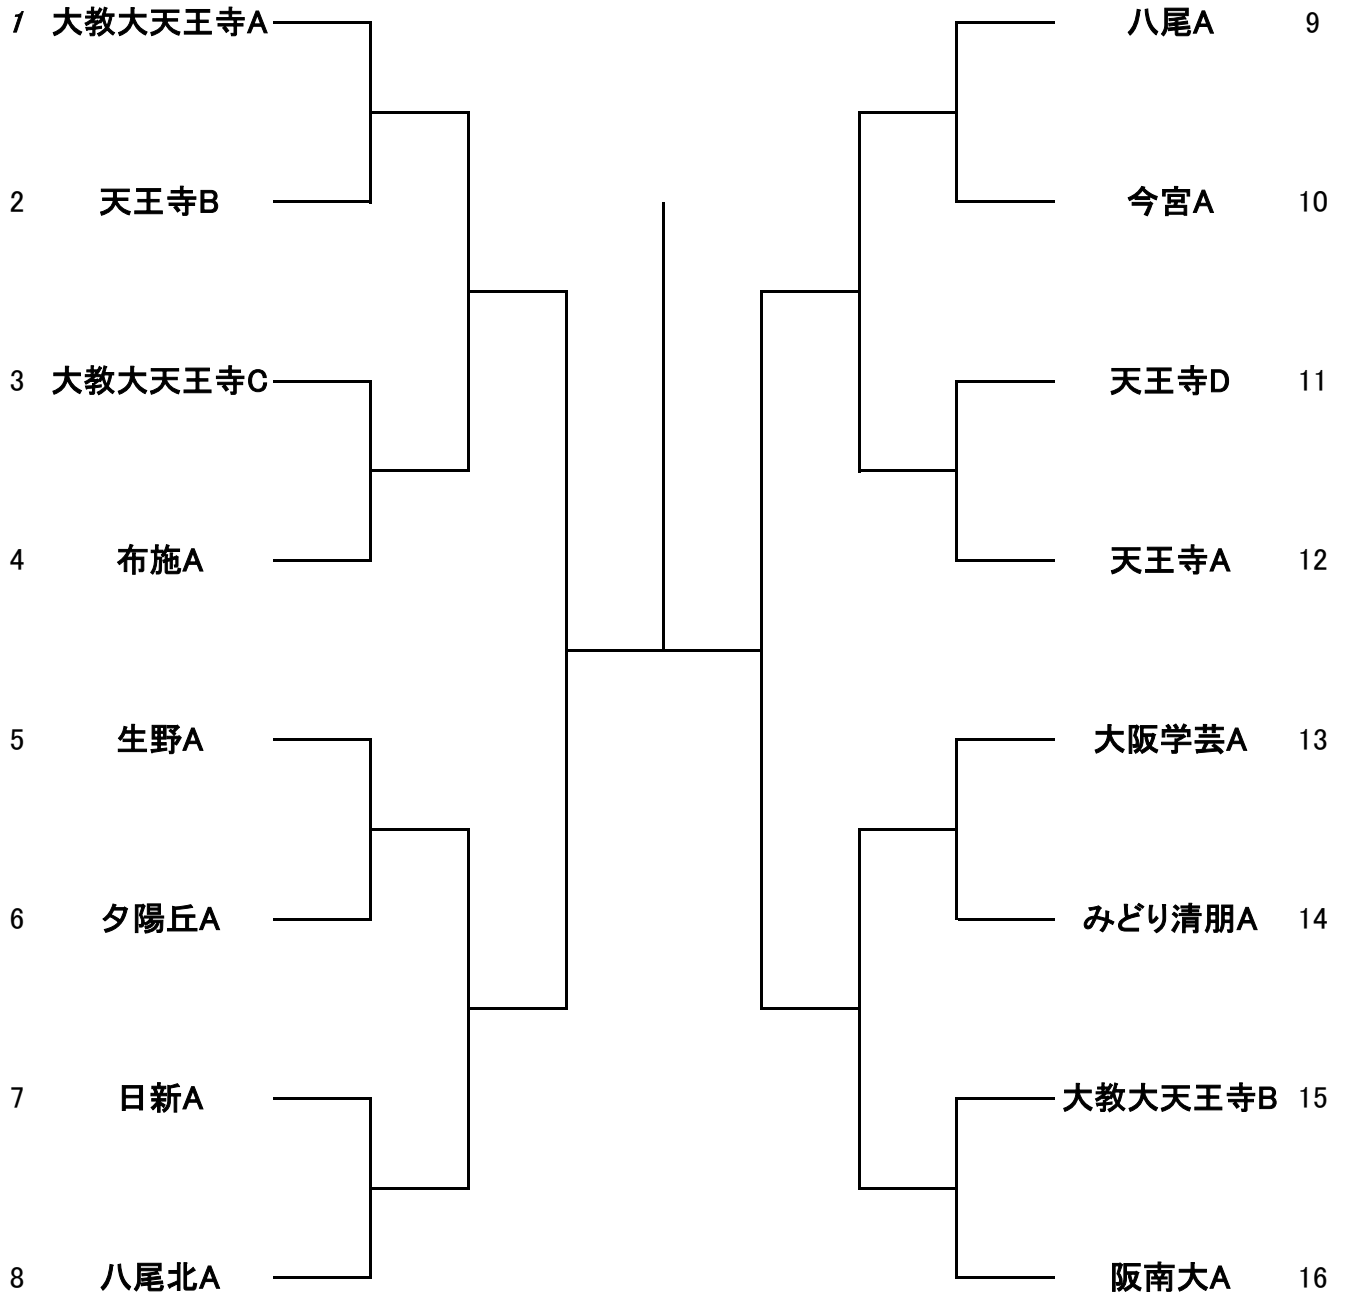 1 大教大天王寺A
2 天王寺B
3 大教大天王寺C
4 布施A
5 生野A
6 夕陽丘A
7 日新A
8 八尾北A
八尾A 9
今宮A 10
天王寺D 11
天王寺A 12
大阪学芸A 13
みどり清朋A 14
大教大天王寺B 15
阪南大A 16